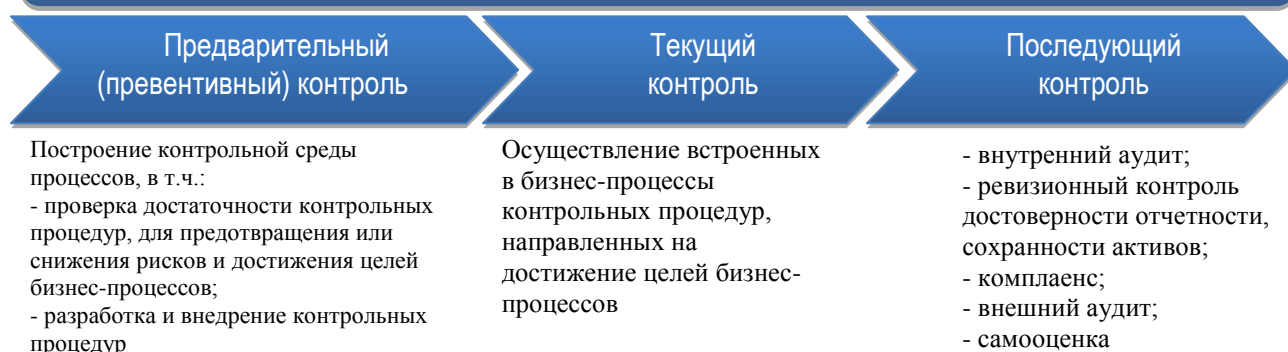 Предварительный
(превентивный) контроль
Текущий
контроль
Последующий
контроль
Построение контрольной среды
процессов, в т.ч.:
- проверка достаточности контрольных
процедур, для предотвращения или
снижения рисков и достижения целей
бизнес-процессов;
- разработка и внедрение контрольных
процедур
Осуществление встроенных
в бизнес-процессы
контрольных процедур,
направленных на
достижение целей бизнес-
процессов
- внутренний аудит;
- ревизионный контроль
достоверности отчетности,
сохранности активов;
- комплаенс;
- внешний аудит;
- самооценка